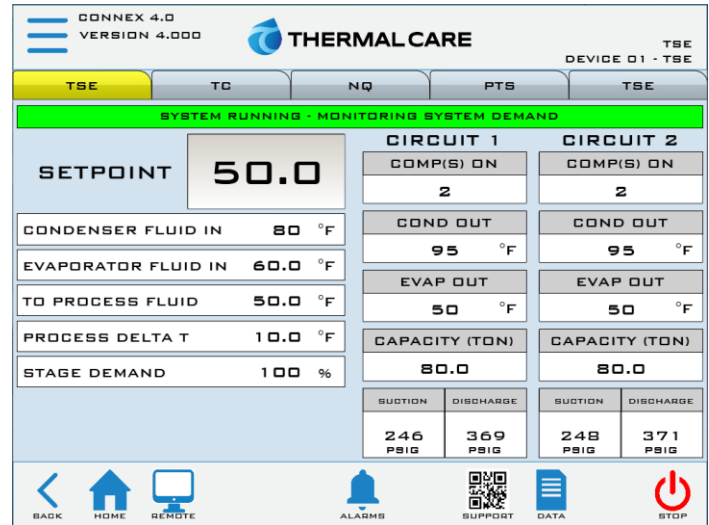 CONNEX 4.0
VERSION 4.000
THERMAL CARE
TSE
DEVICE 01 - TSE
TSE TC NQ PTS TSE
SYSTEM RUNNING - MONITORING SYSTEM DEMAND
SETPOINT 50.0
CONDENSER FLUID IN 80 °F
EVAPORATOR FLUID IN 60.0 °F
TO PROCESS FLUID 50.0 °F
PROCESS DELTA T 10.0 °F
STAGE DEMAND 100 %
CIRCUIT 1 CIRCUIT 2
COMP(S) ON COMP(S) ON
2 2
COND OUT COND OUT
95 °F 95 °F
EVAP OUT EVAP OUT
50 °F 50 °F
CAPACITY (TON) CAPACITY (TON)
80.0 80.0
SUCTION DISCHARGE SUCTION DISCHARGE
246 369 248 371
PSIG PSIG PSIG PSIG
BACK HOME REMOTE ALARMS SUPPORT DATA STOP